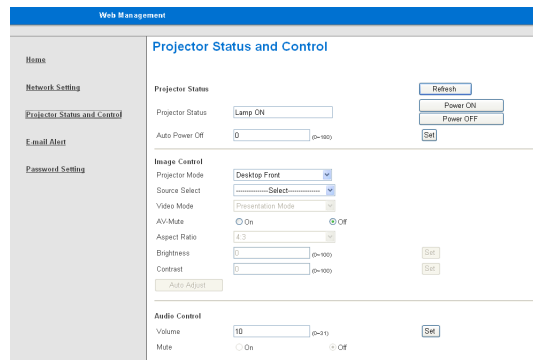 Web Management
Projector Status and Control
Home
Network Setting
Projector Status and Control
E-mail Alert
Password Setting
Projector Status
Refresh
Power ON
Projector Status Lamp ON
Power OFF
Auto Power Off 0 (0~180) Set
Image Control
Projector Mode Desktop Front
Source Select --------------Select--------------
Video Mode Presentation Mode
AV-Mute On Off
Aspect Ratio 4:3
Brightness 0 (0~100) Set
Contrast 0 (0~100) Set
Auto Adjust
Audio Control
Volume 10 (0~31) Set
Mute On Off